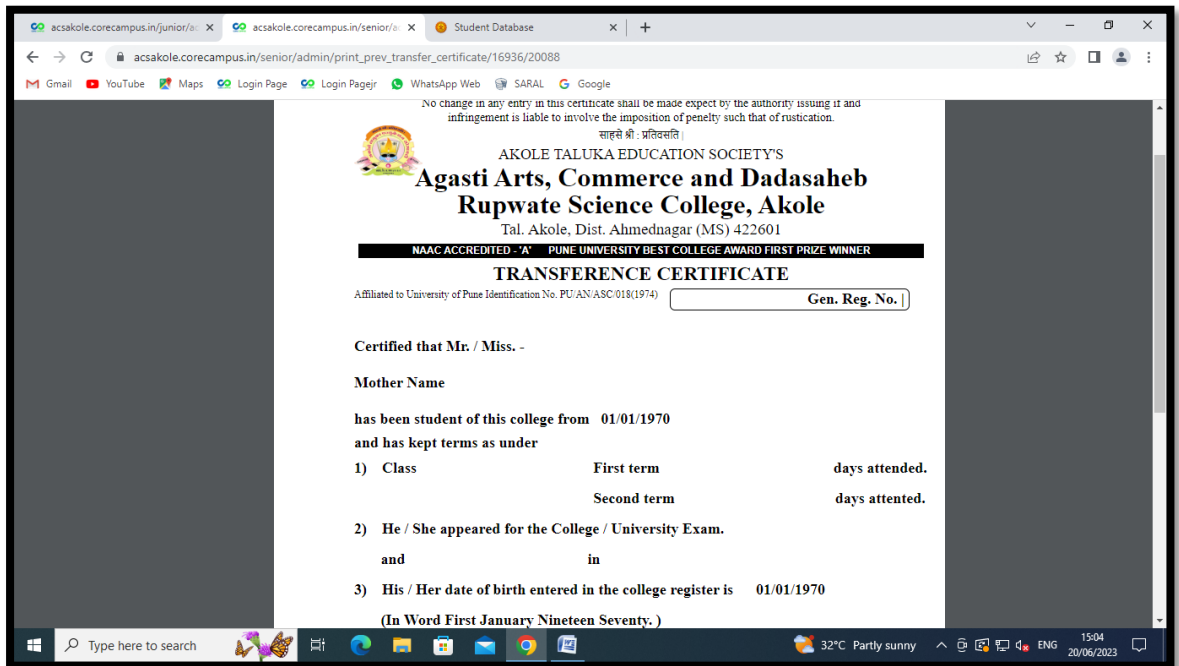 acsakole.corecampus.in/junior/ac
acsakole.corecampus.in/senior/ac
Student Database
acsakole.corecampus.in/senior/admin/print_prev_transfer_certificate/16936/20088
Gmail YouTube Maps Login Page Login Pagejr WhatsApp Web SARAL Google
No change in any entry in this certificate shall be made expect by the authority issuing if and
infringement is liable to involve the imposition of penelty such that of rustication.
साहसे श्री : प्रतिवसति |
AKOLE TALUKA EDUCATION SOCIETY'S
Agasti Arts, Commerce and Dadasaheb
Rupwate Science College, Akole
Tal. Akole, Dist. Ahmednagar (MS) 422601
NAAC ACCREDITED - 'A' PUNE UNIVERSITY BEST COLLEGE AWARD FIRST PRIZE WINNER
TRANSFERENCE CERTIFICATE
Affiliated to University of Pune Identification No. PU/AN/ASC/018(1974)
Gen. Reg. No. |
Certified that Mr. / Miss. -
Mother Name
has been student of this college from 01/01/1970
and has kept terms as under
1) Class First term days attended.
Second term days attented.
2) He / She appeared for the College / University Exam.
and in
3) His / Her date of birth entered in the college register is 01/01/1970
(In Word First January Nineteen Seventy. )
Type here to search
32°C Partly sunny
ENG
15:04
20/06/2023